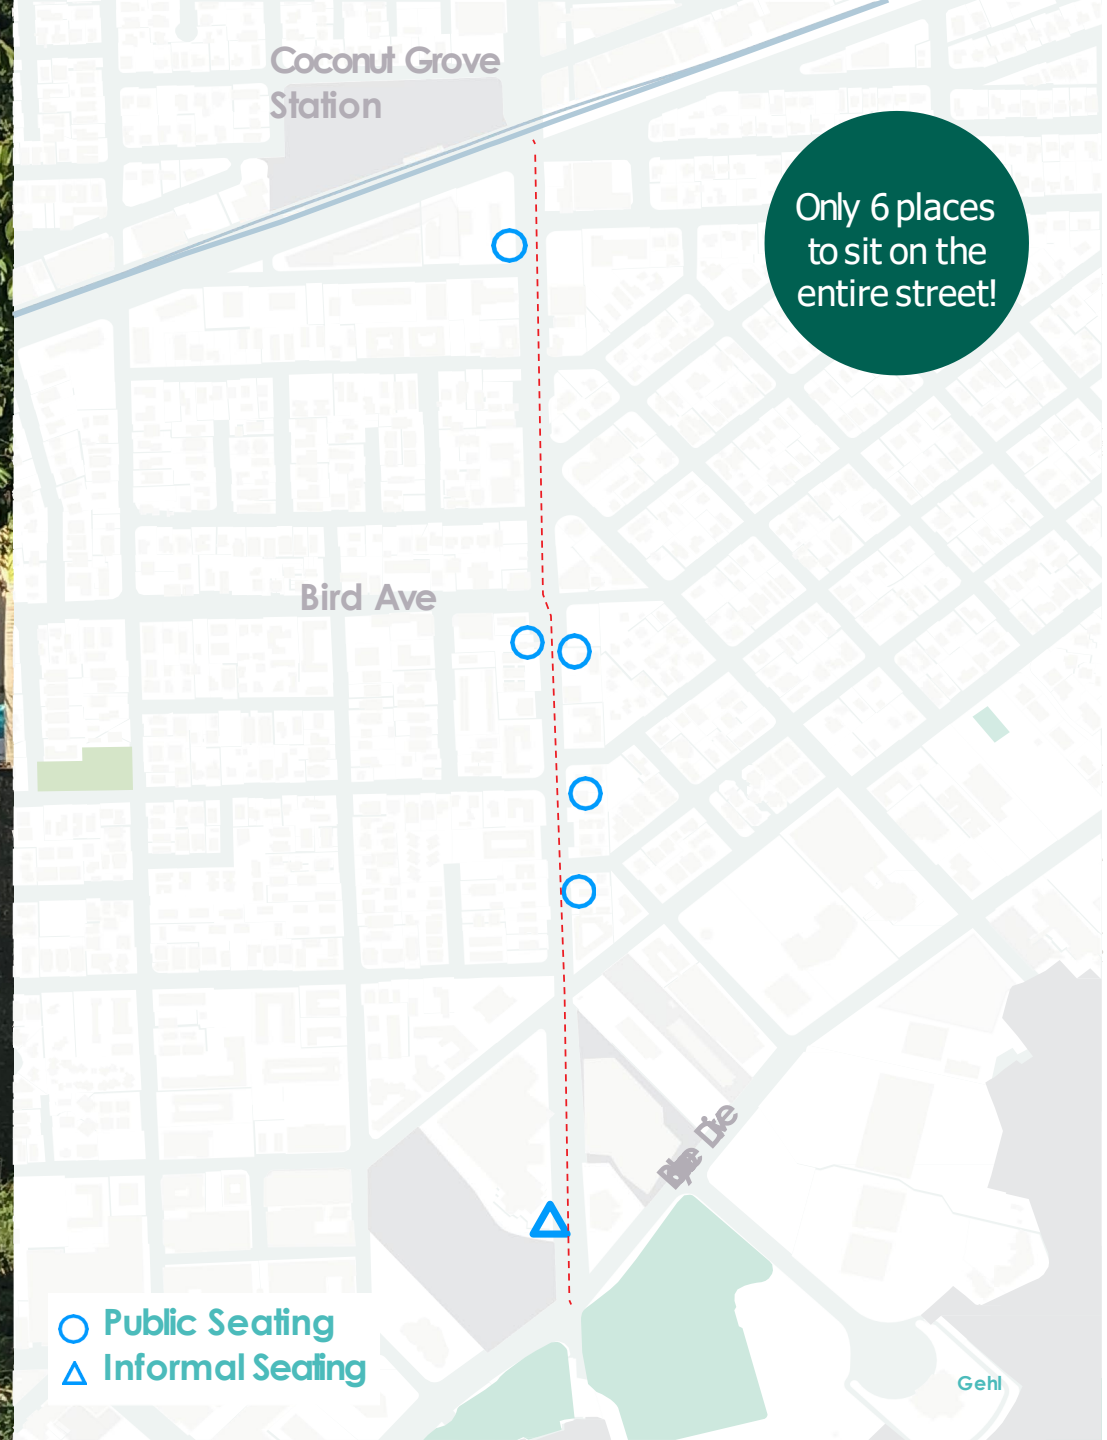 Coconut Grove
Station
Only 6 places
to sit on the
entire street!
Bird Ave
Public Seating
Informal Seating
Gehl